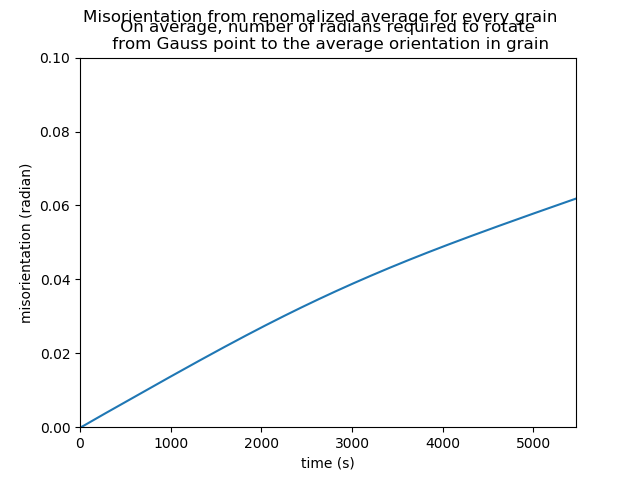 Misorientation from renomalized average for every grain
On average, number of radians required to rotate
from Gauss point to the average orientation in grain
0.10
0.08
0.06
0.04
0.02
0.00
misorientation (radian)
0 1000 2000 3000 4000 5000
time (s)